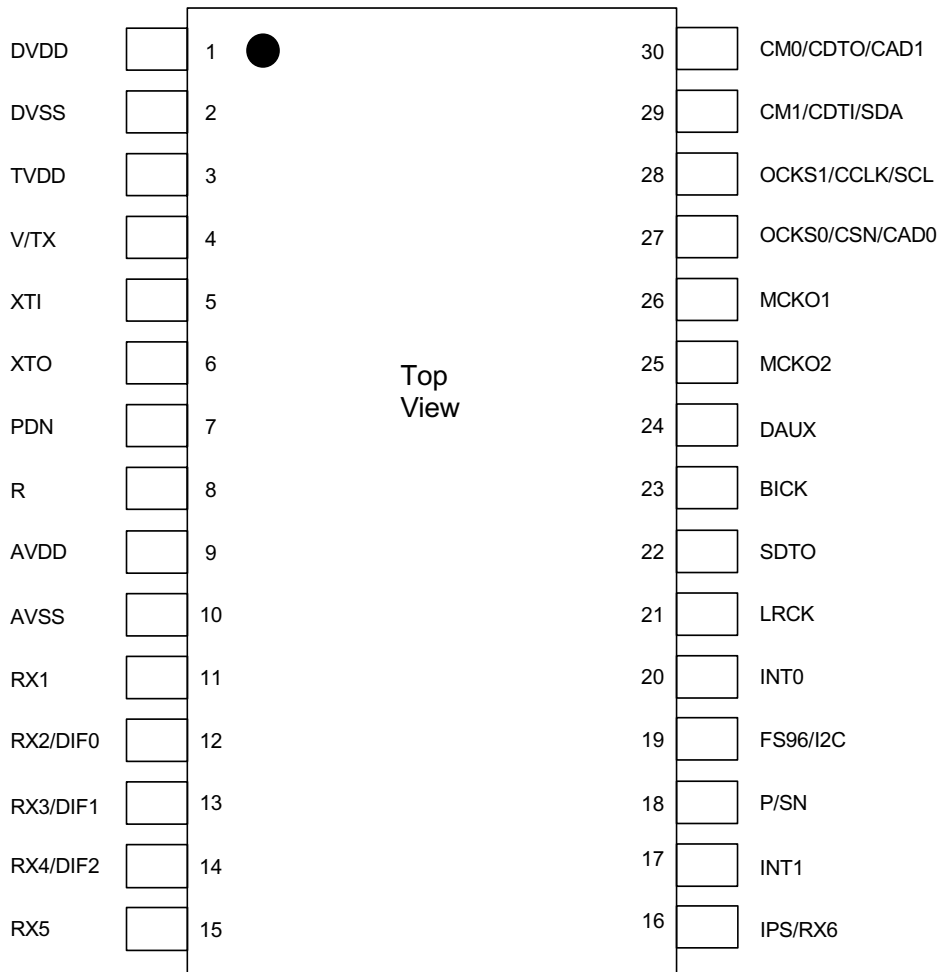 DVDD 1 30 CM0/CDTO/CAD1
DVSS 2 29 CM1/CDTI/SDA
TVDD 3 28 OCKS1/CCLK/SCL
V/TX 4 27 OCKS0/CSN/CAD0
XTI 5 26 MCKO1
XTO 6 25 MCKO2
Top
View
PDN 7 24 DAUX
R 8 23 BICK
AVDD 9 22 SDTO
AVSS 10 21 LRCK
RX1 11 20 INT0
RX2/DIF0 12 19 FS96/I2C
RX3/DIF1 13 18 P/SN
RX4/DIF2 14 17 INT1
RX5 15 16 IPS/RX6